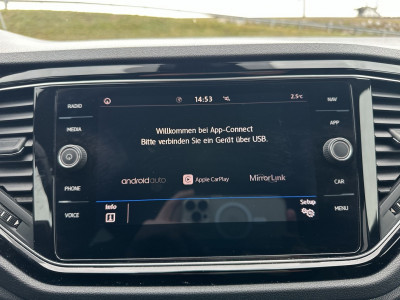 RADIO
14:53
2.5°C
NAV
MEDIA
Willkommen bei App-Connect
Bitte verbinden Sie ein Gerät über USB.
APP
PHONE
androidauto
Apple CarPlay
MirrorLink
CAR
VOICE
Info
Setup
MENU